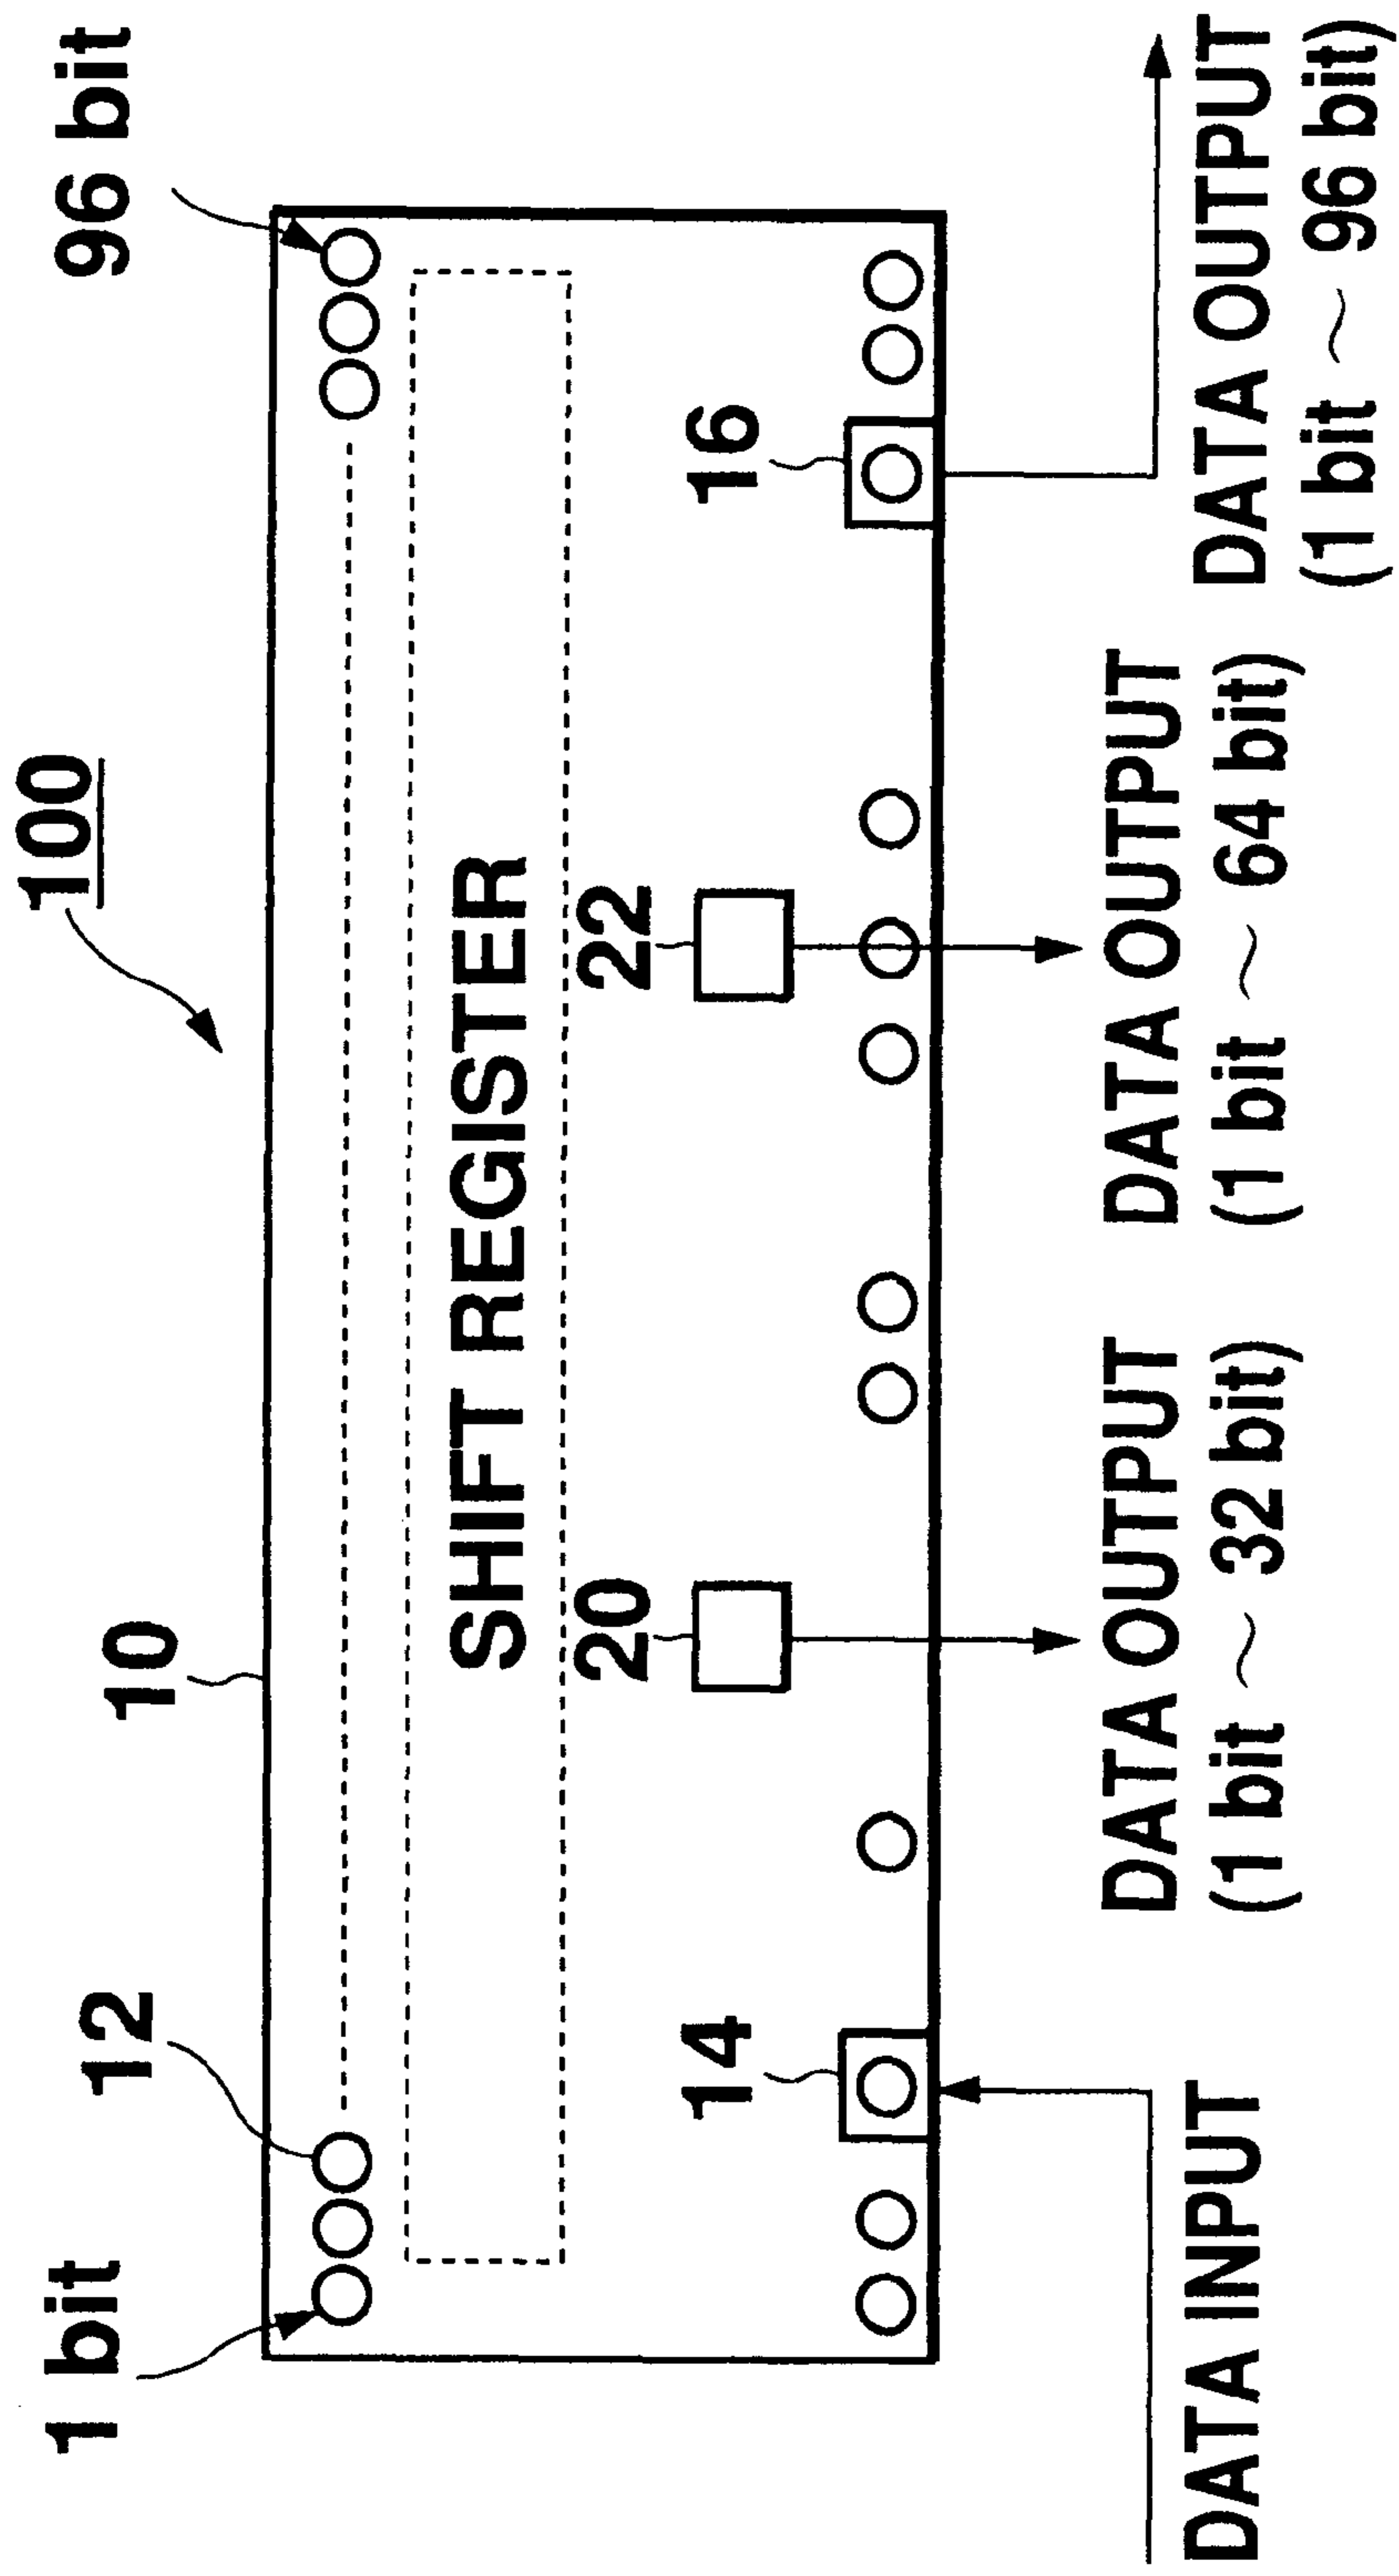 100
10
12
1 bit
96 bit
SHIFT REGISTER
20
22
14
16
DATA INPUT
DATA OUTPUT
(1 bit ~ 32 bit)
DATA OUTPUT
(1 bit ~ 64 bit)
DATA OUTPUT
(1 bit ~ 96 bit)